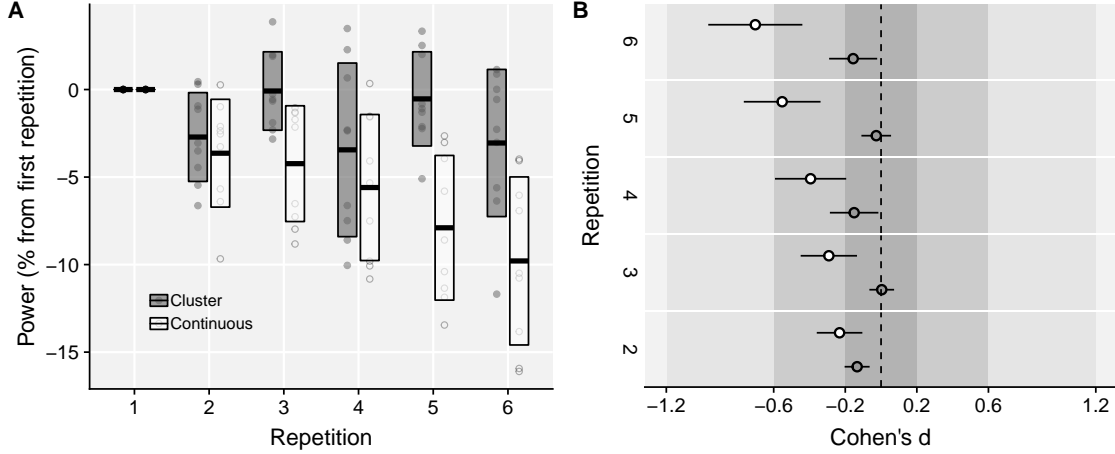 A
Power (% from first repetition)
0
−5
−10
−15
Cluster
Continuous
1 2 3 4 5 6
Repetition
B
Repetition
6
5
4
3
2
−1.2 −0.6 −0.2 0.2 0.6 1.2
Cohen's d